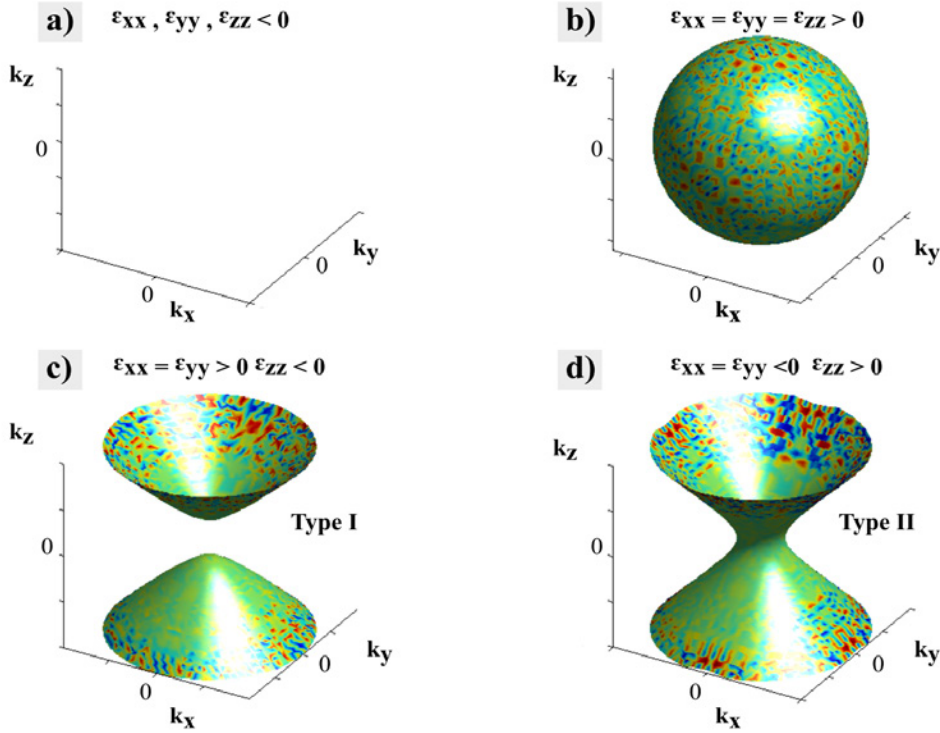 a) εxx , εyy , εzz < 0
b) εxx = εyy = εzz > 0
kz
0
ky
0
0
kx
kz
0
ky
0
0
kx
c) εxx = εyy > 0 εzz < 0
d) εxx = εyy <0 εzz > 0
kz
Type I
0
ky
0
0
kx
kz
Type II
0
ky
0
0
kx